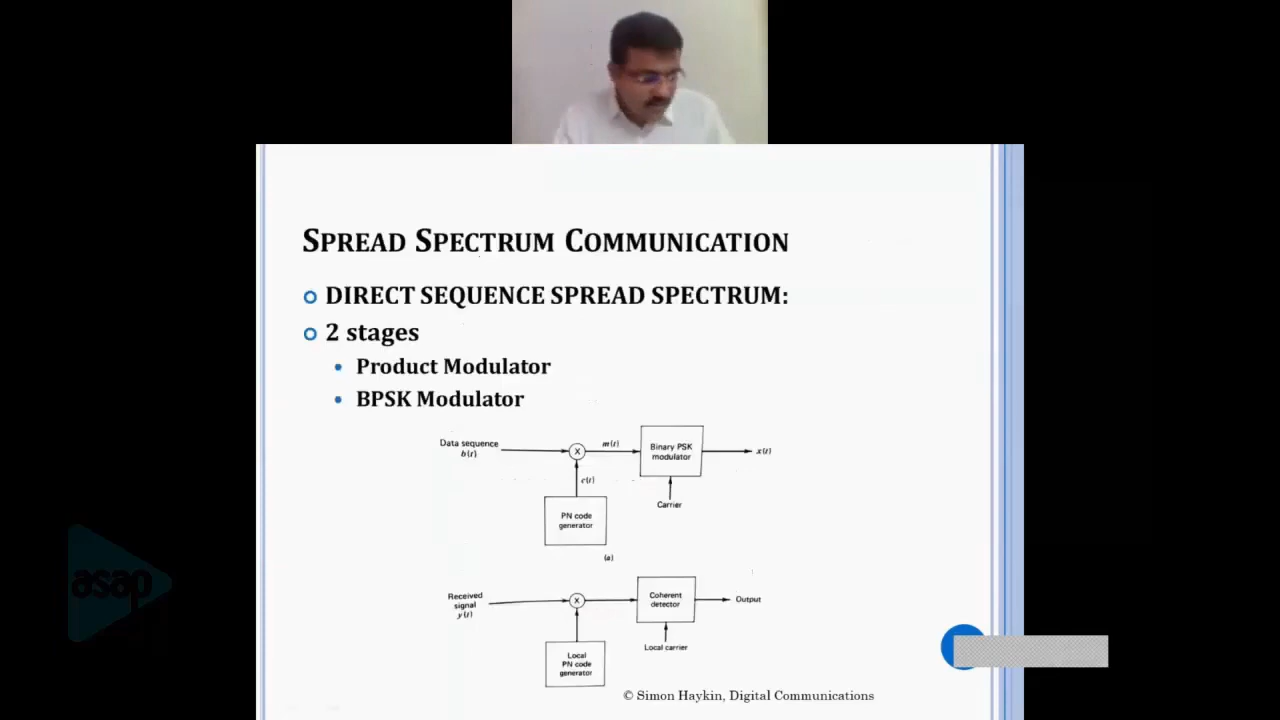 SPREAD SPECTRUM COMMUNICATION
DIRECT SEQUENCE SPREAD SPECTRUM:
2 stages
Product Modulator
BPSK Modulator
Data sequence
b(t)
X
m(t)
Binary PSK
modulator
x(t)
c(t)
Carrier
PN code
generator
(a)
Received
signal
y(t)
X
Coherent
detector
Output
Local carrier
Local
PN code
generator
© Simon Haykin, Digital Communications
asap